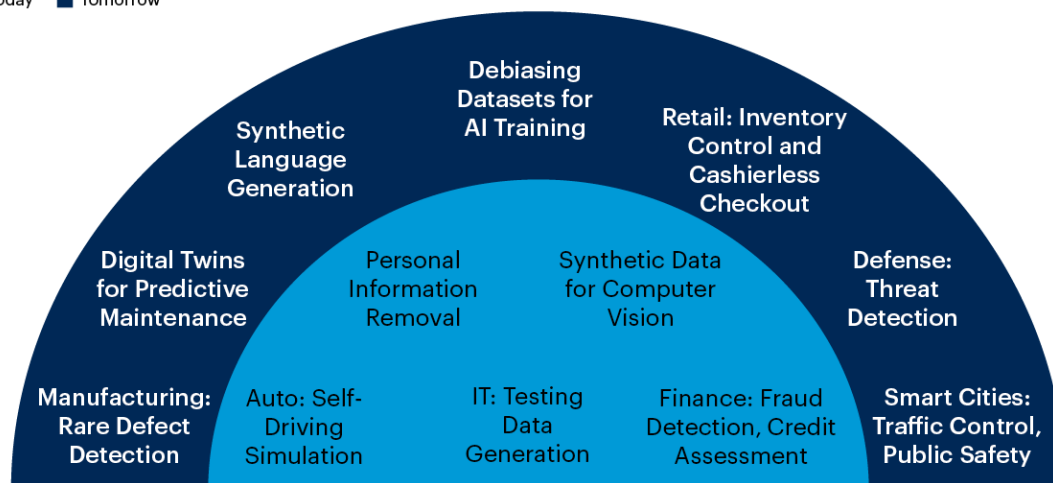 Tomorrow
Debiasing
Datasets for
AI Training
Synthetic
Language
Generation
Retail: Inventory
Control and
Cashierless
Checkout
Digital Twins
for Predictive
Maintenance
Personal
Information
Removal
Synthetic Data
for Computer
Vision
Defense:
Threat
Detection
Manufacturing:
Rare Defect
Detection
Auto: Self-
Driving
Simulation
IT: Testing
Data
Generation
Finance: Fraud
Detection, Credit
Assessment
Smart Cities:
Traffic Control,
Public Safety